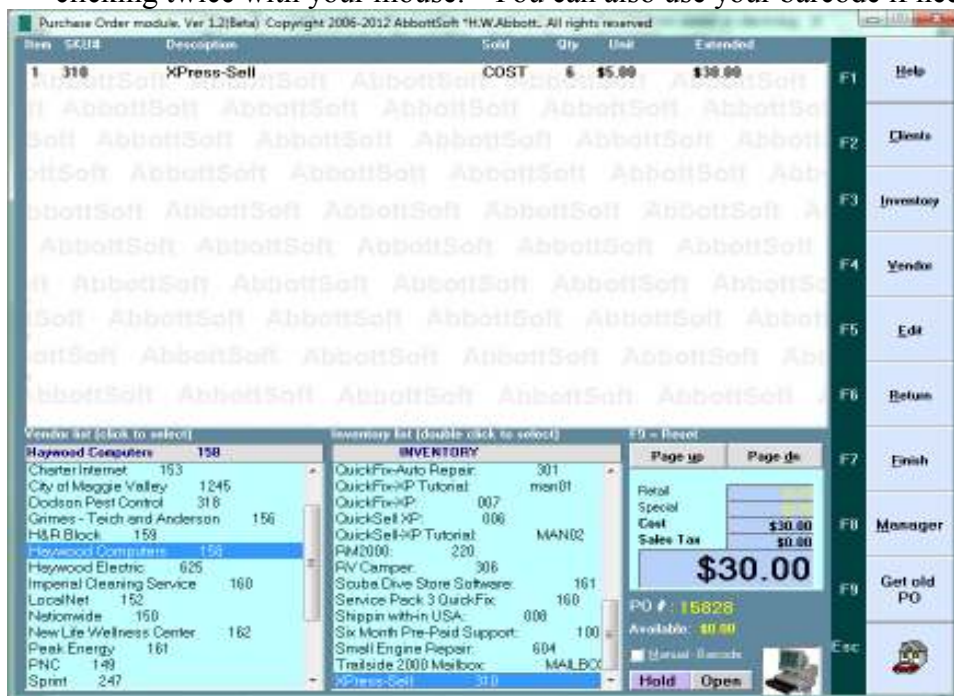 clicking twice with your mouse. You can also use your barcode if
Purchase Order module. Ver 1.2(Beta) Copyright 2006-2012 AbbottSoft "H.W.Abbott. All rights reserved
Item SKU# Description Sold Qty Unit Extended
1 310 XPress-Sell COST 6 $5.00 $30.00
F1 Help
F2 Clients
F3 Inventory
F4 Vendor
F5 Edit
F6 Return
F7 Finish
F8 Manager
F9 Get old PO
Esc
Vendor list (click to select)
Haywood Computers 158
Charter Internet 153
City of Maggie Valley 1245
Dodson Pest Control 318
Grimes - Teich and Anderson 156
H&R Block 159
Haywood Computers 158
Haywood Electric 625
Imperial Cleaning Service 160
LocalNet 152
Nationwide 150
New Life Wellness Center 162
Peak Energy 161
PNC 149
Sprint 247
Inventory list (double click to select)
INVENTORY
QuickFix-Auto Repair: 301
QuickFix-XP Tutorial: man01
QuickFix-XP: 007
QuickSell XP: 006
QuickSell-XP Tutorial: MAN02
RM2000: 220
RV Camper: 306
Scuba Dive Store Software: 161
Service Pack 3 QuickFix: 160
Shippin with-in USA: 008
Six Month Pre-Paid Support: 100
Small Engine Repair: 604
Trailside 2000 Mailbox: MAILBO
XPress-Sell: 310
F9 = Reset
Page up Page dn
Retail
Special
Cost $30.00
Sales Tax $0.00
$30.00
PO #: 15828
Available: $0.00
Manual Barcode
Hold Open
AbbottSoft